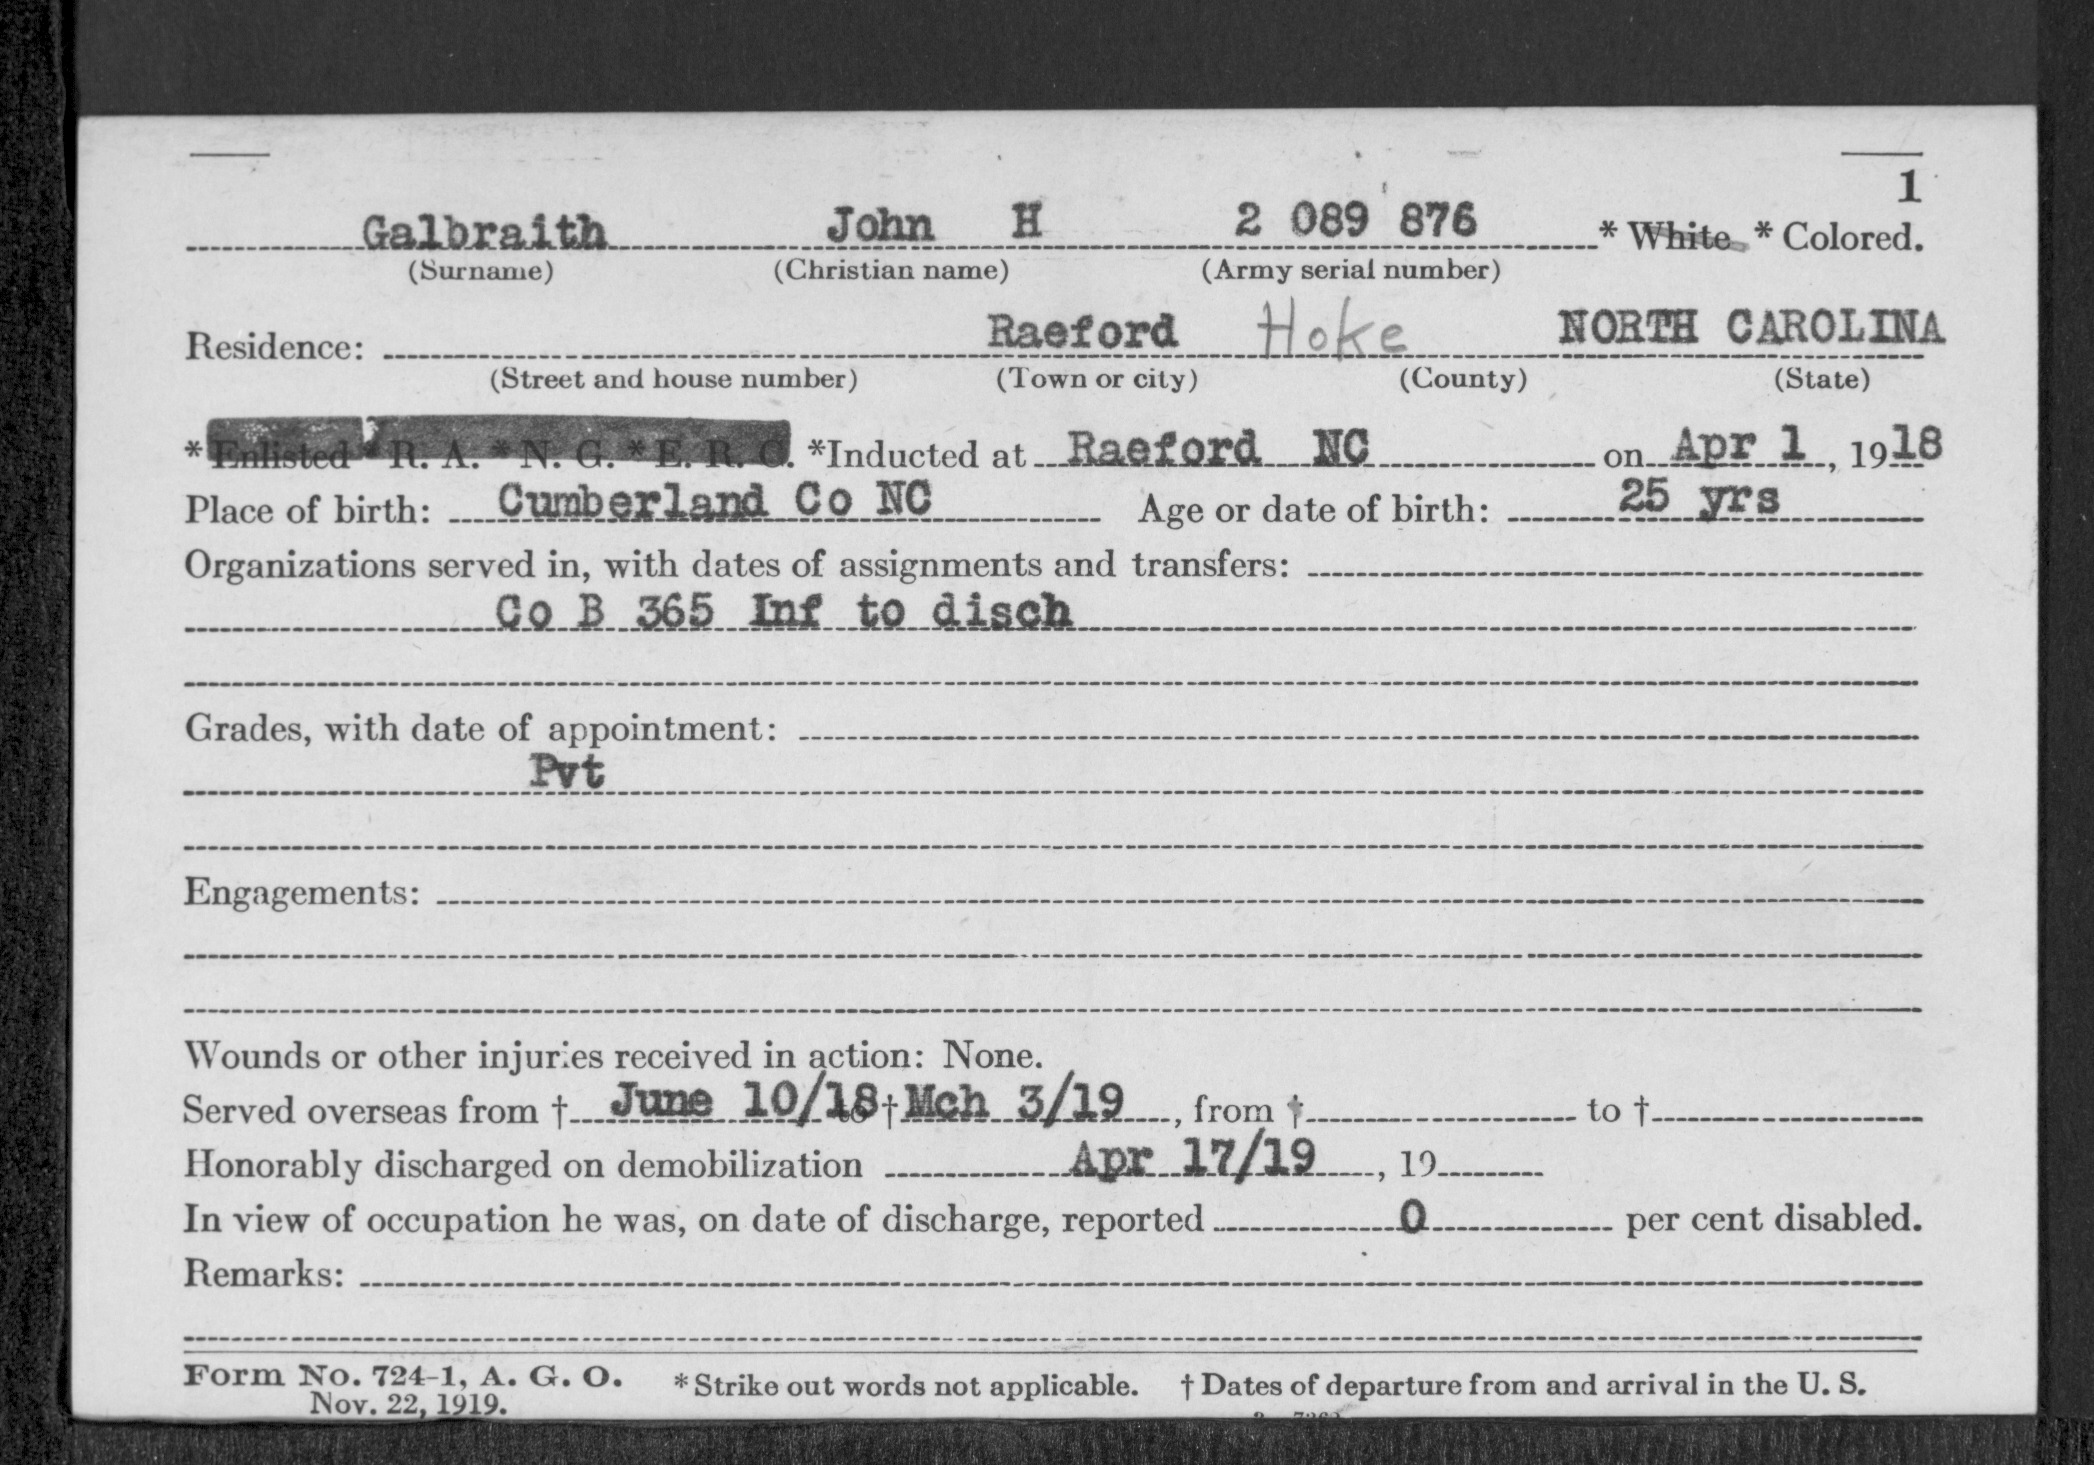 1
Galbraith John H 2 089 876 * White * Colored.
(Surname) (Christian name) (Army serial number)
Residence: Raeford Hoke NORTH CAROLINA
(Street and house number) (Town or city) (County) (State)
* Enlisted * R. A. * N. G. * E. R. C. *Inducted at Raeford NC on Apr 1, 1918
Place of birth: Cumberland Co NC Age or date of birth: 25 yrs
Organizations served in, with dates of assignments and transfers:
Co B 365 Inf to disch
Grades, with date of appointment:
Pvt
Engagements:
Wounds or other injuries received in action: None.
Served overseas from † June 10/18 to † Mch 3/19, from † to †
Honorably discharged on demobilization Apr 17/19, 19
In view of occupation he was, on date of discharge, reported 0 per cent disabled.
Remarks:
Form No. 724-1, A. G. O. * Strike out words not applicable. † Dates of departure from and arrival in the U. S.
Nov. 22, 1919.